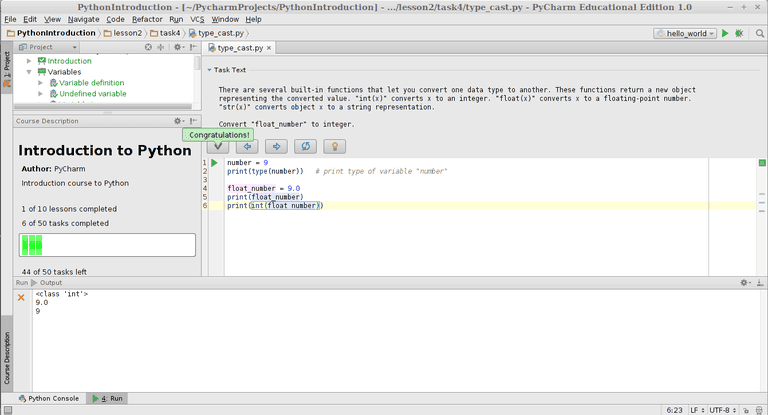 PythonIntroduction - [~/PycharmProjects/PythonIntroduction] - .../lesson2/task4/type_cast.py - PyCharm Educational Edition 1.0
File Edit View Navigate Code Refactor Run VCS Window Help
PythonIntroduction lesson2 task4 type_cast.py hello_world
1: Project
Project
Introduction
Variables
Variable definition
Undefined variable
Course Description
Congratulations!
Introduction to Python
Author: PyCharm
Introduction course to Python
1 of 10 lessons completed
6 of 50 tasks completed
44 of 50 tasks left
type_cast.py
Task Text
There are several built-in functions that let you convert one data type to another. These functions return a new object
representing the converted value. "int(x)" converts x to an integer. "float(x)" converts x to a floating-point number.
"str(x)" converts object x to a string representation.
Convert "float_number" to integer.
1 number = 9
2 print(type(number)) # print type of variable "number"
3
4 float_number = 9.0
5 print(float_number)
6 print(int(float_number))
Run Output
<class 'int'>
9.0
9
Course Description
Python Console 4: Run
6:23 LF UTF-8